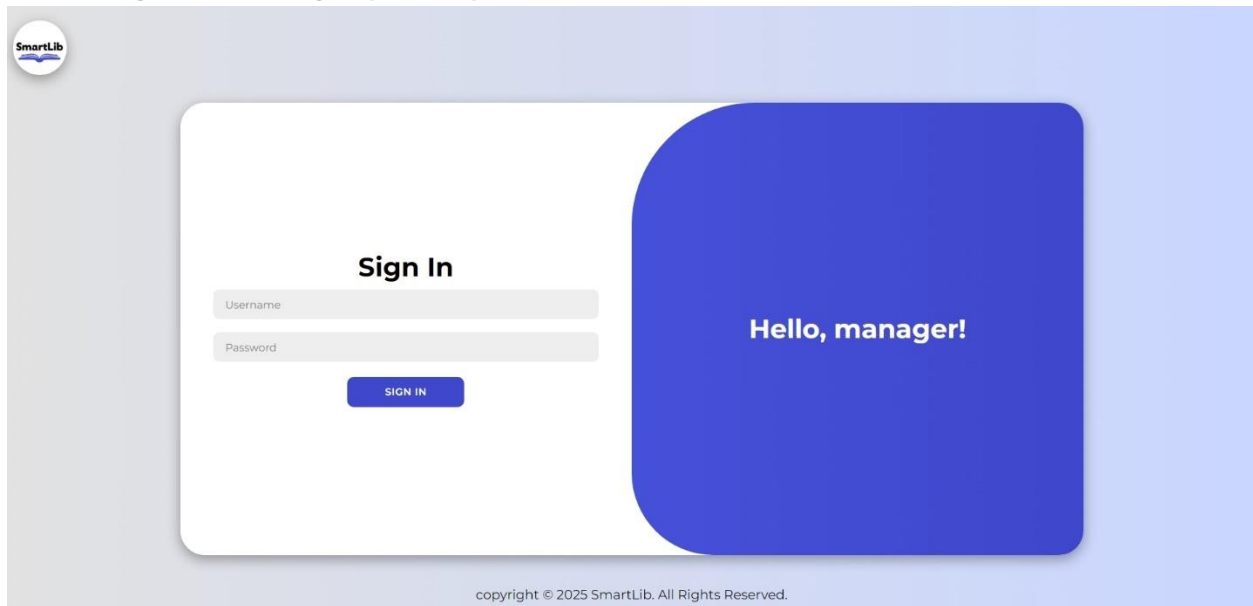 SmartLib
Sign In
Username
Password
SIGN IN
Hello, manager!
copyright © 2025 SmartLib. All Rights Reserved.